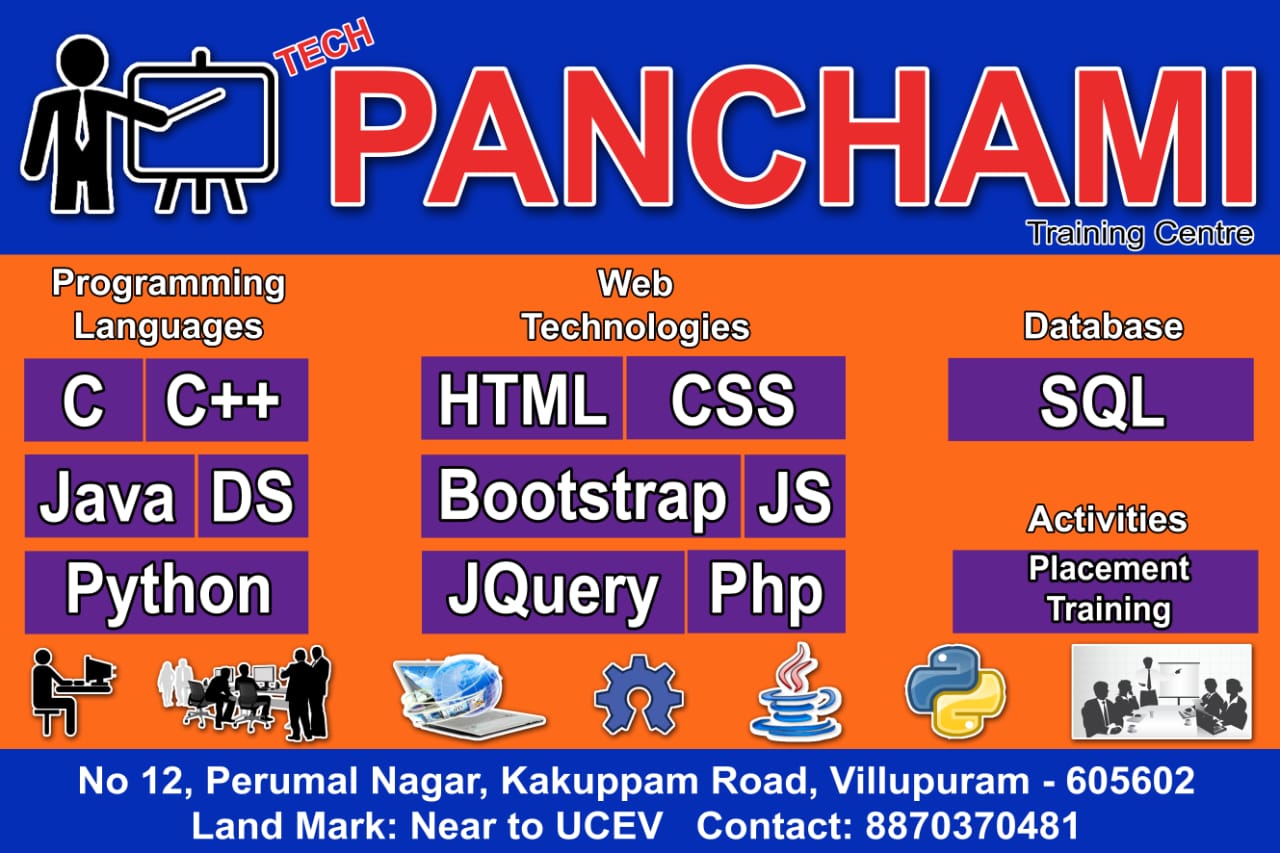 TECH
PANCHAMI
Training Centre
Programming
Languages
C C++
Java DS
Python
Web
Technologies
HTML CSS
Bootstrap JS
JQuery Php
Database
SQL
Activities
Placement
Training
No 12, Perumal Nagar, Kakuppam Road, Villupuram - 605602
Land Mark: Near to UCEV Contact: 8870370481